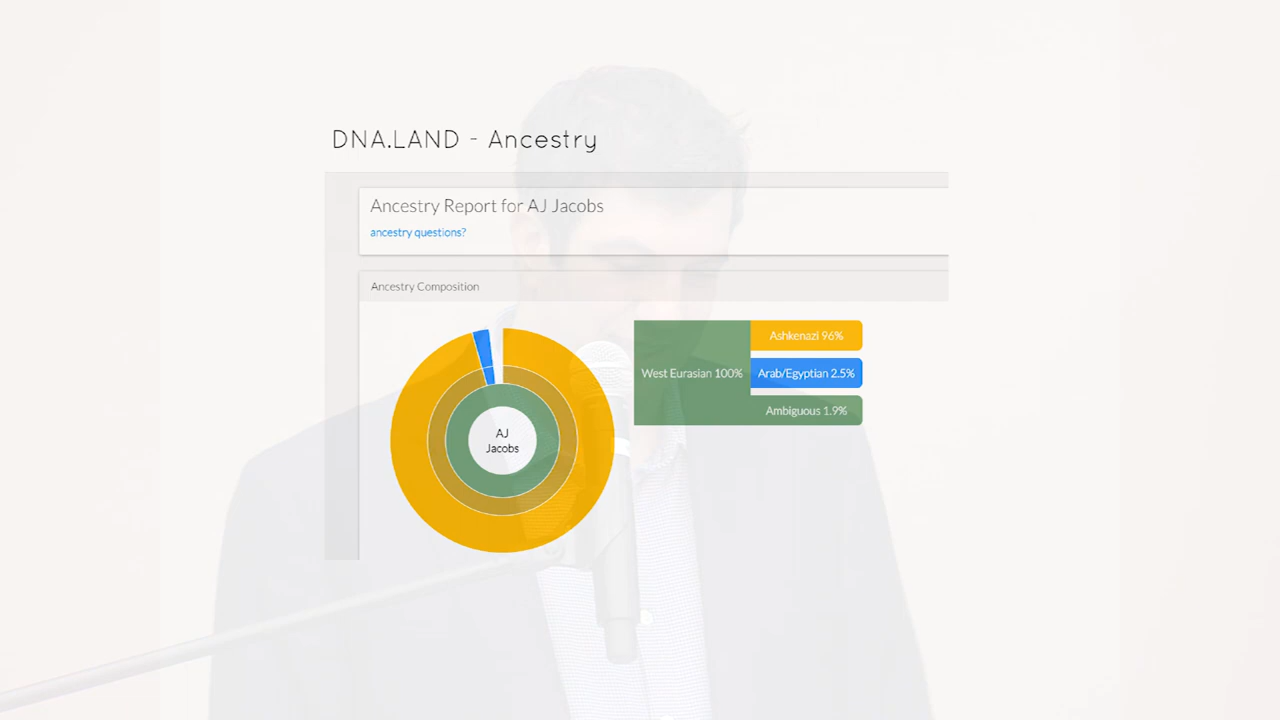 DNA.LAND - Ancestry
Ancestry Report for AJ Jacobs
ancestry questions?
Ancestry Composition
AJ
Jacobs
West Eurasian 100%
Ashkenazi 96%
Arab/Egyptian 2.5%
Ambiguous 1.9%